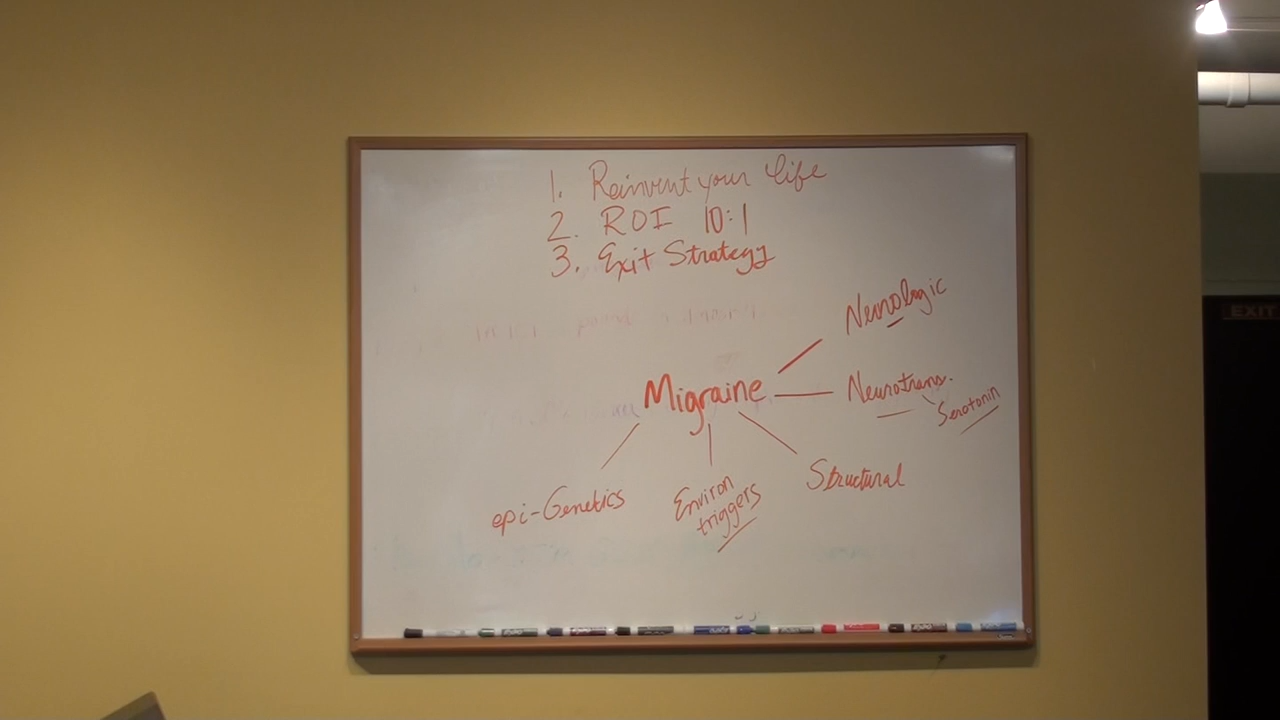 1. Reinvent your life
2. ROI 10:1
3. Exit Strategy
Neurologic
Migraine
Neurotrans.
Serotonin
Structural
Environ
triggers
epi-Genetics
EXIT